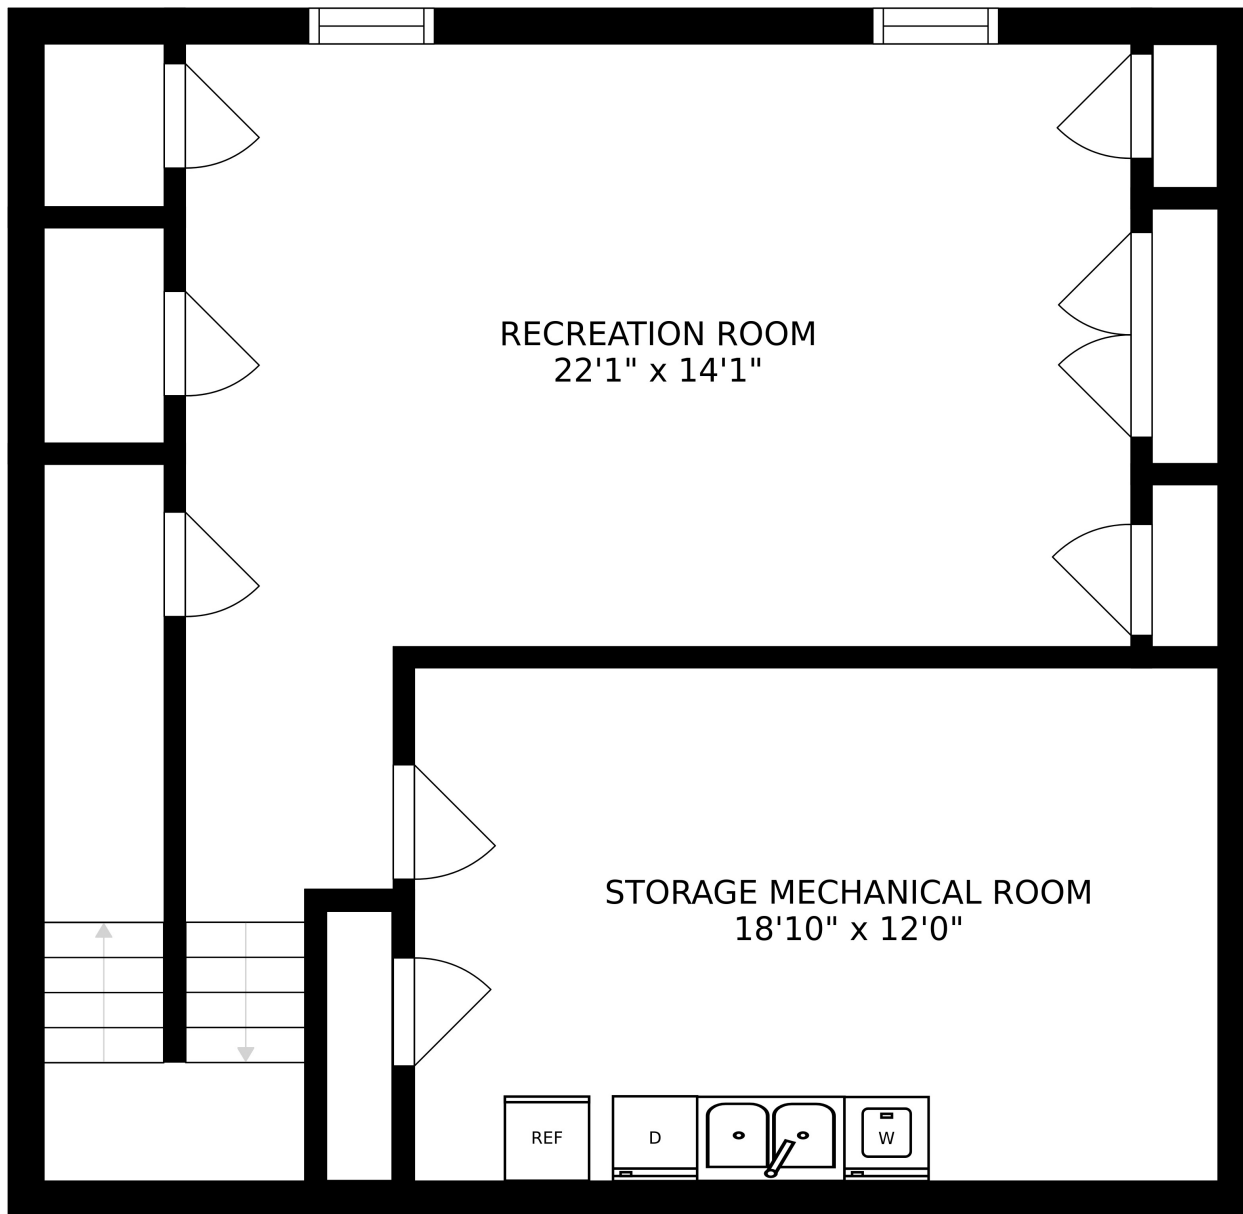 RECREATION ROOM
22'1" x 14'1"
STORAGE MECHANICAL ROOM
18'10" x 12'0"
REF
D
W